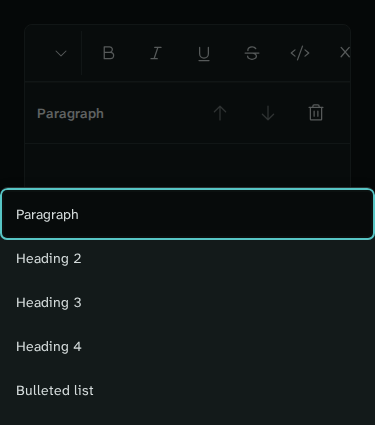 B I U S </> X
Paragraph
Paragraph
Heading 2
Heading 3
Heading 4
Bulleted list